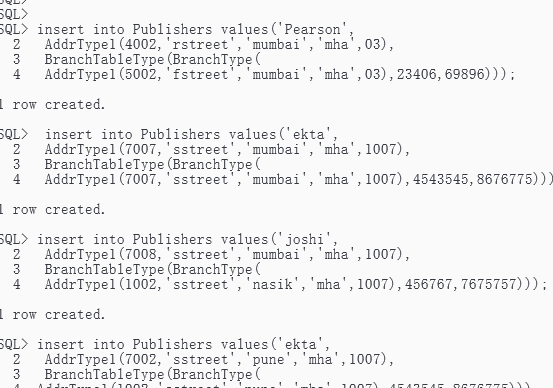 SQL>
SQL>
SQL> insert into Publishers values('Pearson',
2 AddrType1(4002,'rstreet','mumbai','mha',03),
3 BranchTableType(BranchType(
4 AddrType1(5002,'fstreet','mumbai','mha',03),23406,69896)));
1 row created.
SQL> insert into Publishers values('ekta',
2 AddrType1(7007,'sstreet','mumbai','mha',1007),
3 BranchTableType(BranchType(
4 AddrType1(7007,'sstreet','mumbai','mha',1007),4543545,8676775)))
1 row created.
SQL> insert into Publishers values('joshi',
2 AddrType1(7008,'sstreet','mumbai','mha',1007),
3 BranchTableType(BranchType(
4 AddrType1(1002,'sstreet','nasik','mha',1007),456767,7675757)));
1 row created.
SQL> insert into Publishers values('ekta',
2 AddrType1(7002,'sstreet','pune','mha',1007),
3 BranchTableType(BranchType(
4 AddrType1(1002,'sstreet','pune','mha',1007),4543545,8676775)))